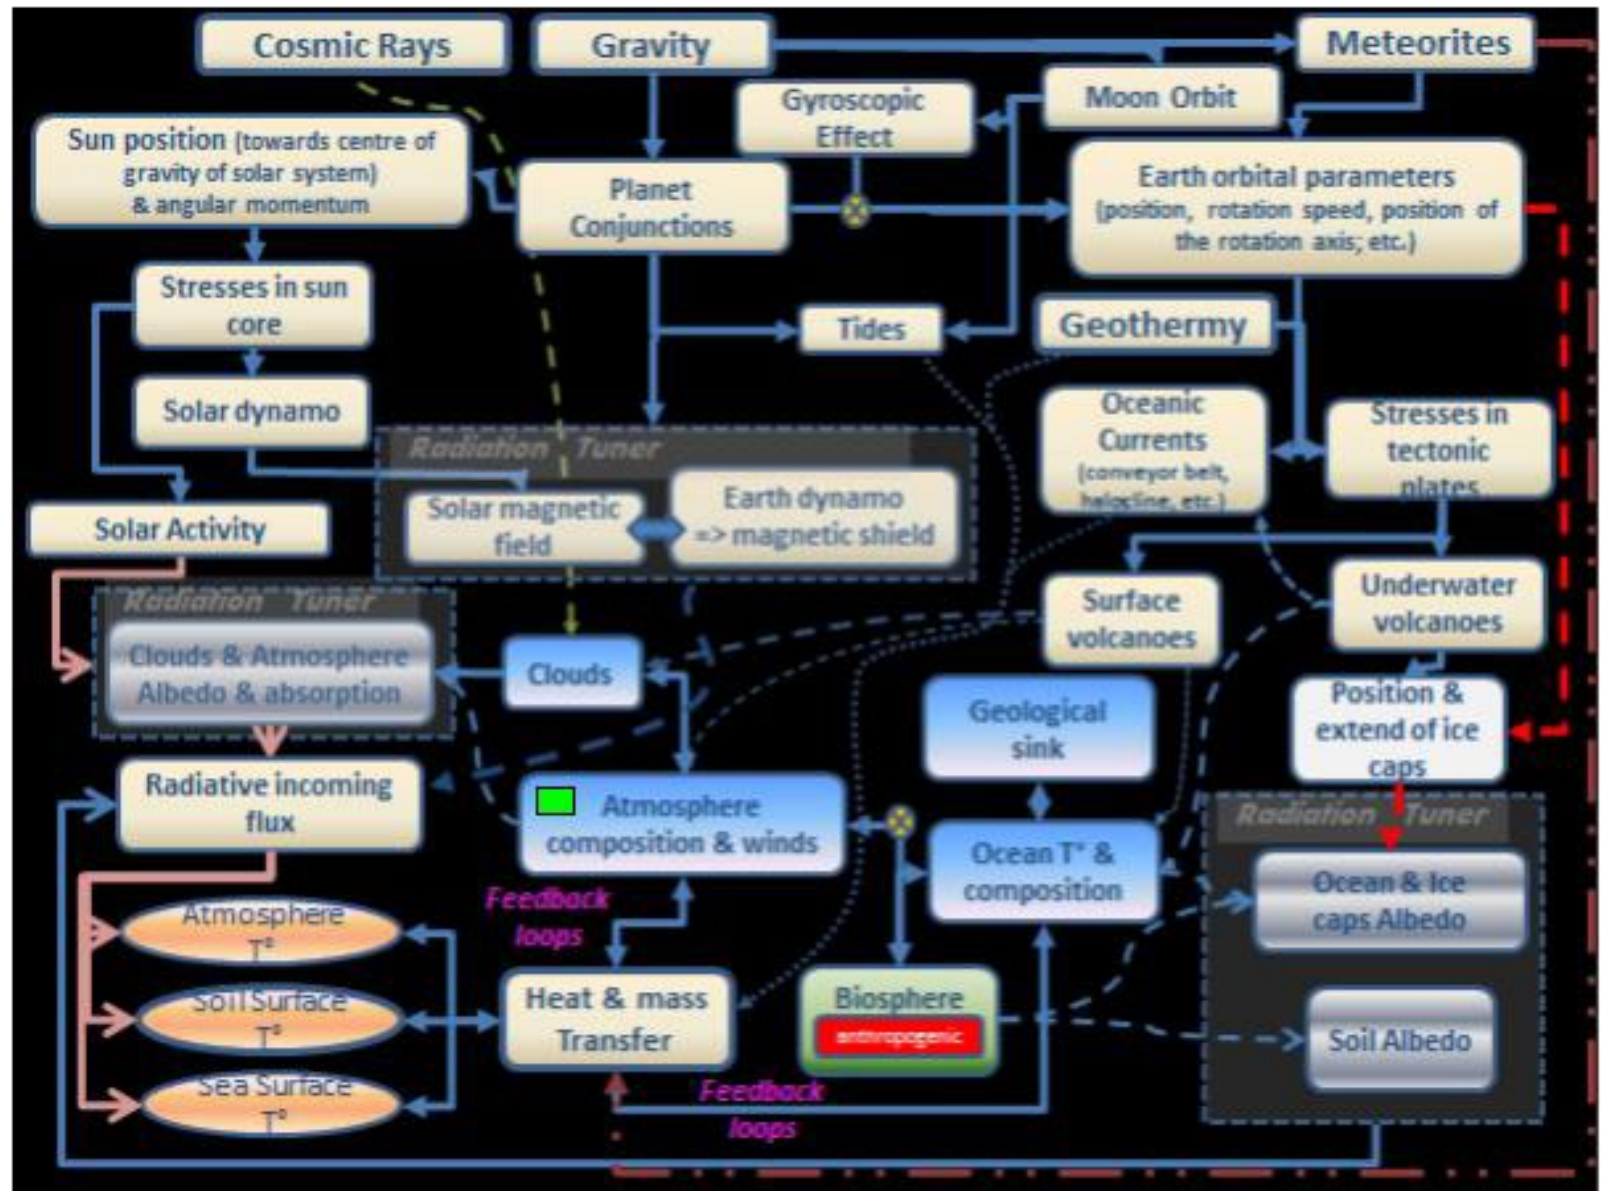 Cosmic Rays
Gravity
Meteorites
Gyroscopic
Effect
Moon Orbit
Sun position (towards centre of
gravity of solar system)
& angular momentum
Planet
Conjunctions
Earth orbital parameters
(position, rotation speed, position of
the rotation axis, etc.)
Stresses in sun
core
Tides
Geothermy
Solar dynamo
Oceanic
Currents
(conveyor belt,
halocline, etc.)
Stresses in
tectonic
plates
Radiation Tuner
Solar magnetic
field
Earth dynamo
=> magnetic shield
Solar Activity
Radiation Tuner
Clouds & Atmosphere
Albedo & absorption
Clouds
Surface
volcanoes
Underwater
volcanoes
Geological
sink
Position &
extend of ice
caps
Radiative incoming
flux
Atmosphere
composition & winds
Ocean T° &
composition
Radiation Tuner
Ocean & Ice
caps Albedo
Feedback
loops
Atmosphere
T°
Soil Surface
T°
Sea Surface
T°
Heat & mass
Transfer
Biosphere
anthropogenic
Soil Albedo
Feedback
loops